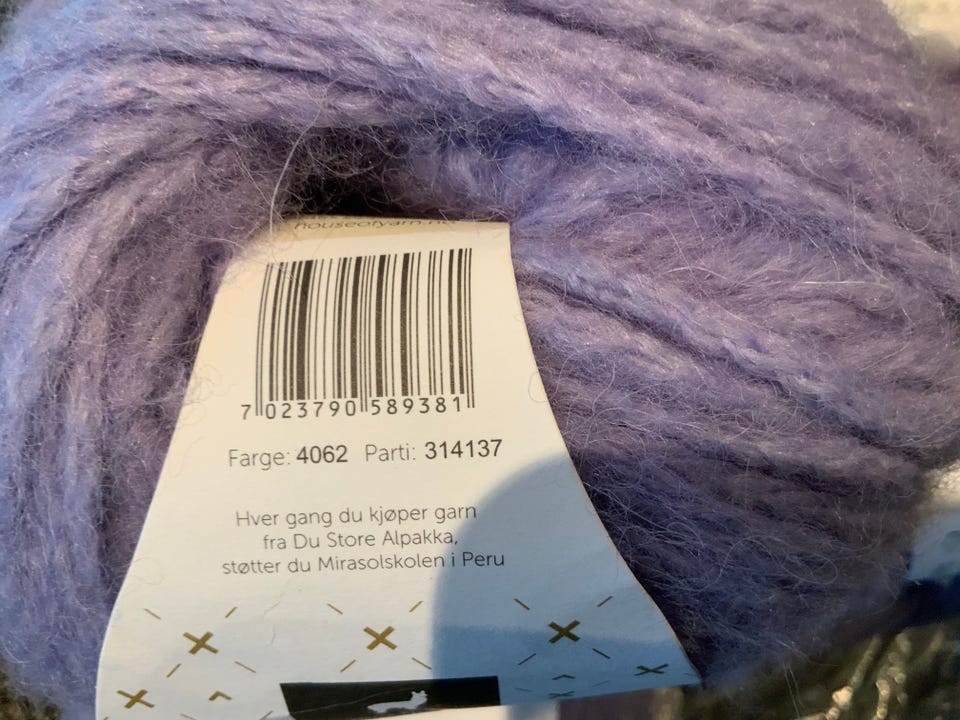 houseofyarn.n
7 023790 589381
Farge: 4062 Parti: 314137
Hver gang du kjøper garn
fra Du Store Alpakka,
støtter du Mirasolskolen i Peru